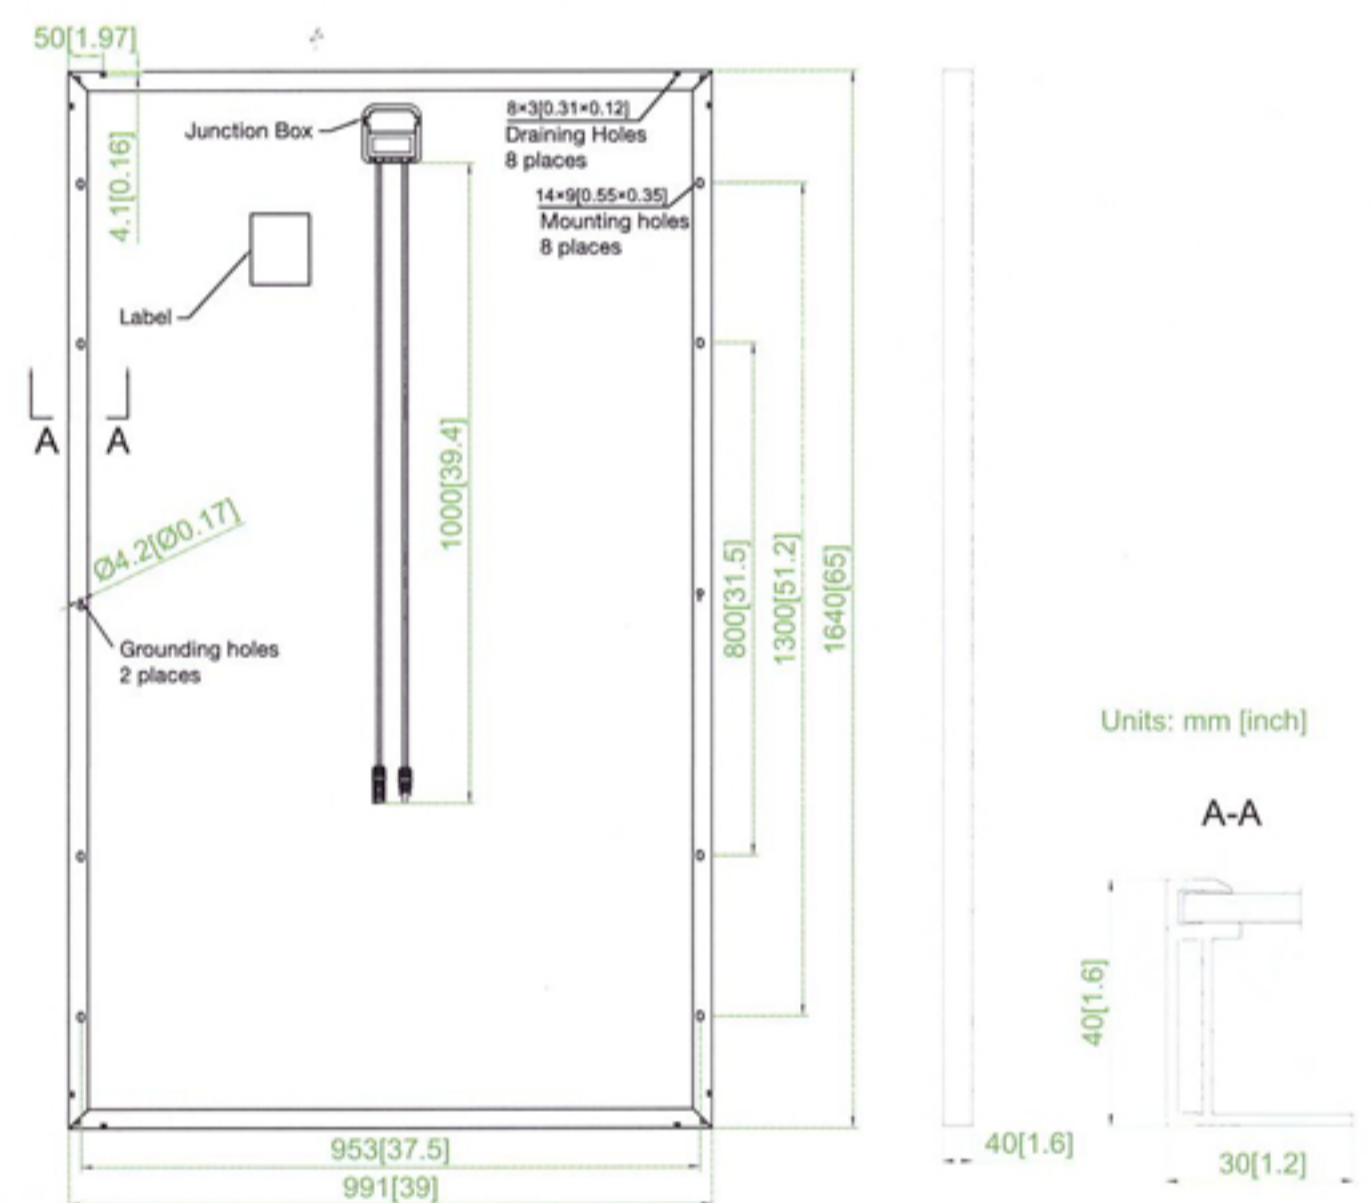 50[1.97]
4.1[0.16]
Junction Box
8×3[0.31×0.12]
Draining Holes
8 places
14×9[0.55×0.35]
Mounting holes
8 places
Label
A A
1000[39.4]
Ø4.2[Ø0.17]
800[31.5]
1300[51.2]
1640[65]
Grounding holes
2 places
Units: mm [inch]
A-A
40[1.6]
953[37.5]
991[39]
40[1.6]
30[1.2]